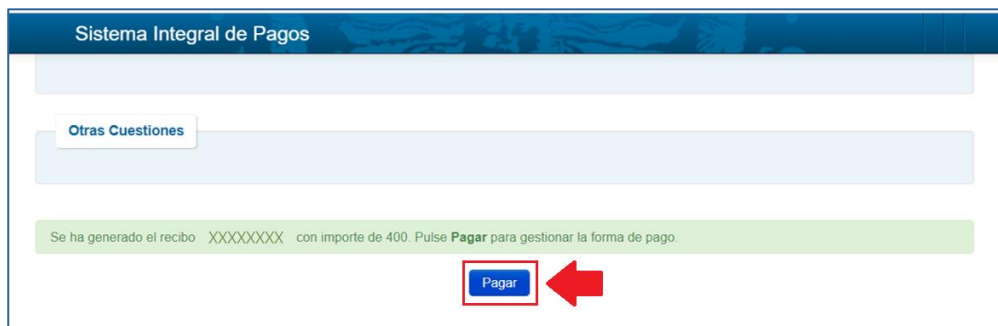 Sistema Integral de Pagos
Otras Cuestiones
Se ha generado el recibo XXXXXXXX con importe de 400. Pulse Pagar para gestionar la forma de pago.
Pagar